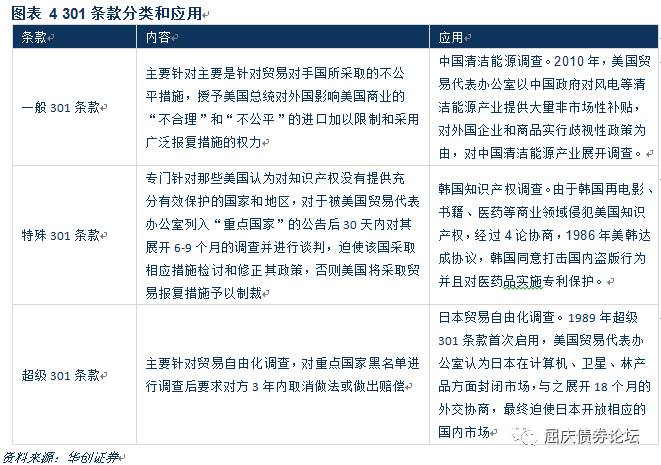 图表 4 301 条款分类和应用
条款
内容
应用
一般 301 条款
主要针对主要是针对贸易对手国所采取的不公
平措施，授予美国总统对外国影响美国商业的
“不合理”和“不公平”的进口加以限制和采用
广泛报复措施的权力
中国清洁能源调查。2010 年，美国贸
易代表办公室以中国政府对风电等清
洁能源产业提供大量非市场性补贴，
对外国企业和商品实行歧视性政策为
由，对中国清洁能源产业展开调查。
特殊 301 条款
专门针对那些美国认为对知识产权没有提供充
分有效保护的国家和地区，对于被美国贸易代表
办公室列入“重点国家”的公告后 30 天内对其
展开 6-9 个月的调查并进行谈判，迫使该国采取
相应措施检讨和修正其政策，否则美国将采取贸
易报复措施予以制裁
韩国知识产权调查。由于韩国再电影、
书籍、医药等商业领域侵犯美国知识
产权，经过 4 论协商，1986 年美韩达
成协议，韩国同意打击国内盗版行为
并且对医药品实施专利保护。
超级 301 条款
主要针对贸易自由化调查，对重点国家黑名单进
行调查后要求对方 3 年内取消做法或做出赔偿
日本贸易自由化调查。1989 年超级
301 条款首次启用，美国贸易代表办
公室认为日本在计算机、卫星、林产
品方面封闭市场，与之展开 18 个月的
外交协商，最终迫使日本开放相应的
国内市场
资料来源：华创证券
屈庆债券论坛